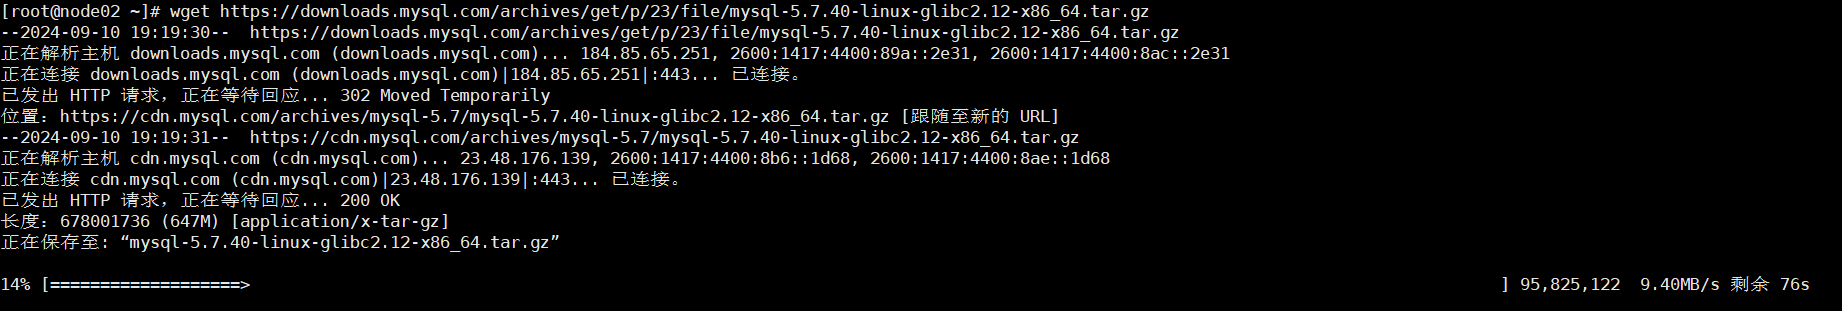 [root@node02 ~]# wget https://downloads.mysql.com/archives/get/p/23/file/mysql-5.7.40-linux-glibc2.12-x86_64.tar.gz
--2024-09-10 19:19:30--  https://downloads.mysql.com/archives/get/p/23/file/mysql-5.7.40-linux-glibc2.12-x86_64.tar.gz
正在解析主机 downloads.mysql.com (downloads.mysql.com)... 184.85.65.251, 2600:1417:4400:89a::2e31, 2600:1417:4400:8ac::2e31
正在连接 downloads.mysql.com (downloads.mysql.com)|184.85.65.251|:443... 已连接。
已发出 HTTP 请求，正在等待回应... 302 Moved Temporarily
位置：https://cdn.mysql.com/archives/mysql-5.7/mysql-5.7.40-linux-glibc2.12-x86_64.tar.gz [跟随至新的 URL]
--2024-09-10 19:19:31--  https://cdn.mysql.com/archives/mysql-5.7/mysql-5.7.40-linux-glibc2.12-x86_64.tar.gz
正在解析主机 cdn.mysql.com (cdn.mysql.com)... 23.48.176.139, 2600:1417:4400:8b6::1d68, 2600:1417:4400:8ae::1d68
正在连接 cdn.mysql.com (cdn.mysql.com)|23.48.176.139|:443... 已连接。
已发出 HTTP 请求，正在等待回应... 200 OK
长度：678001736 (647M) [application/x-tar-gz]
正在保存至: “mysql-5.7.40-linux-glibc2.12-x86_64.tar.gz”
14% [===================>                    ] 95,825,122  9.40MB/s 剩余 76s